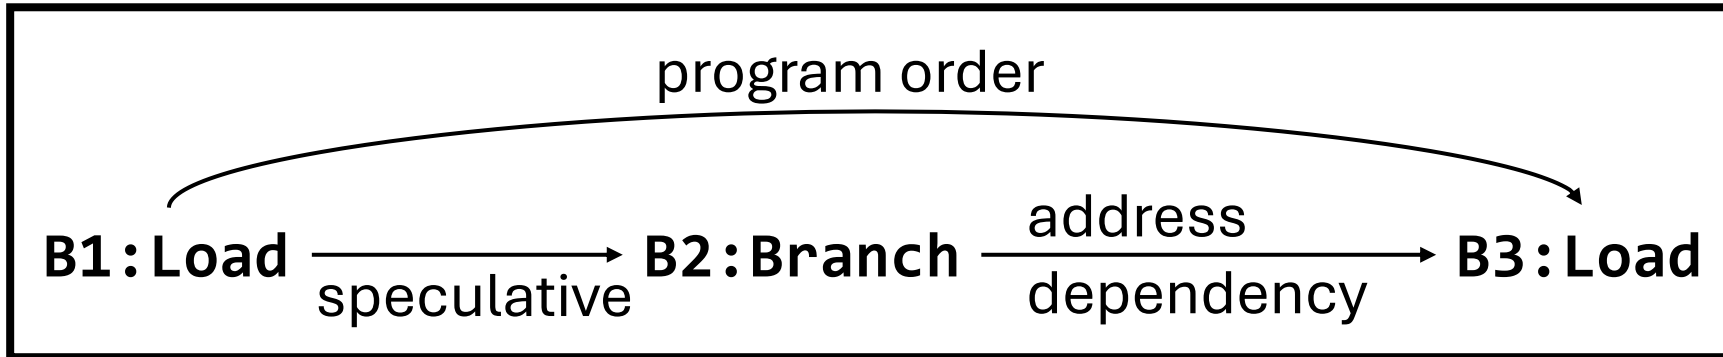 program order
B1:Load
speculative
B2:Branch
address
dependency
B3:Load